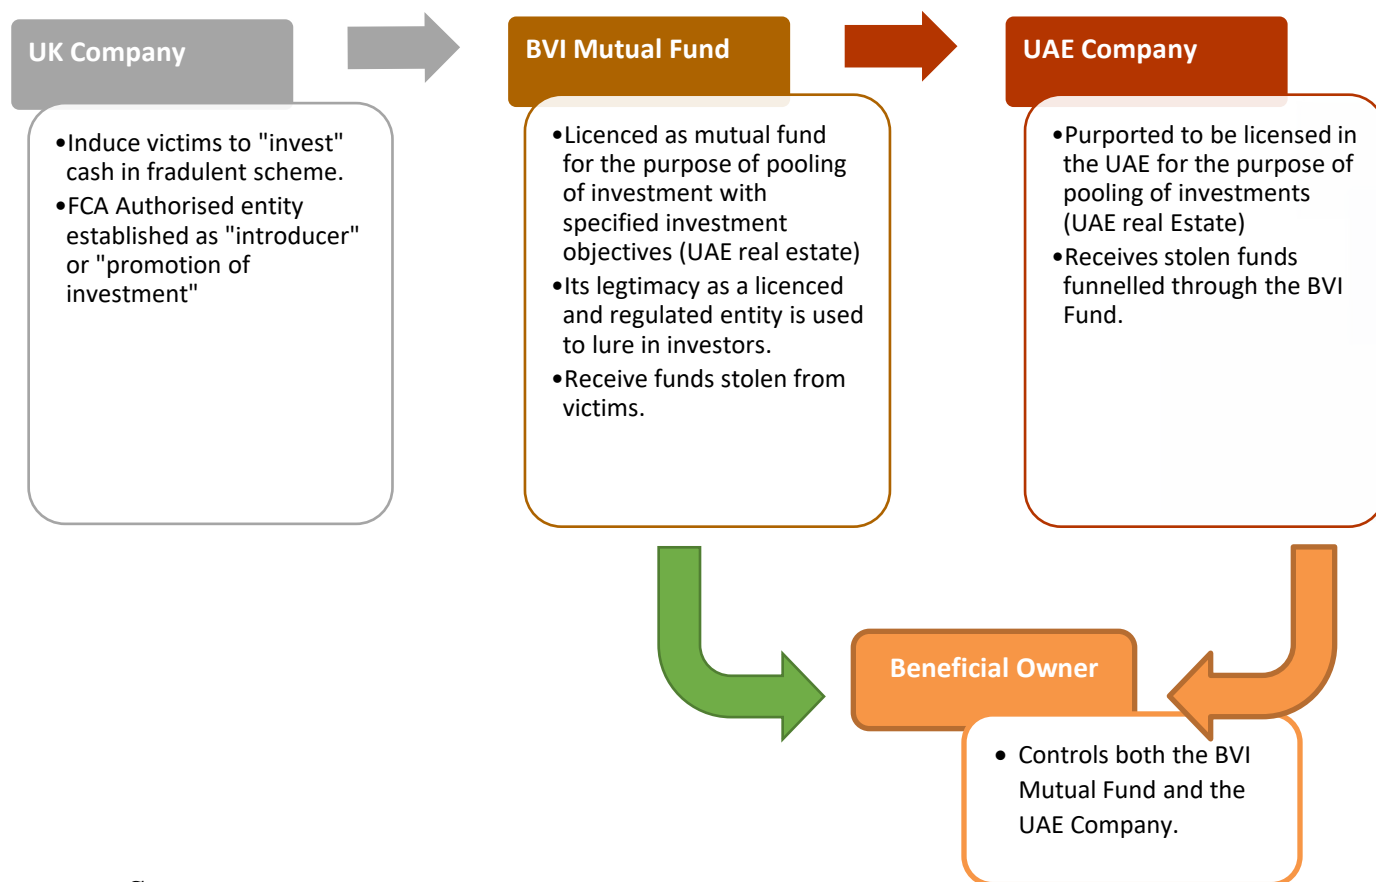 UK Company
•Induce victims to "invest"
cash in fradulent scheme.
•FCA Authorised entity
established as "introducer"
or "promotion of
investment"
BVI Mutual Fund
•Licenced as mutual fund
for the purpose of pooling
of investment with
specified investment
objectives (UAE real estate)
•Its legtimacy as a licenced
and regulated entity is used
to lure in investors.
•Receive funds stolen from
victims.
UAE Company
•Purported to be licensed in
the UAE for the purpose of
pooling of investments
(UAE real Estate)
•Receives stolen funds
funnelled through the BVI
Fund.
Beneficial Owner
• Controls both the BVI
Mutual Fund and the
UAE Company.